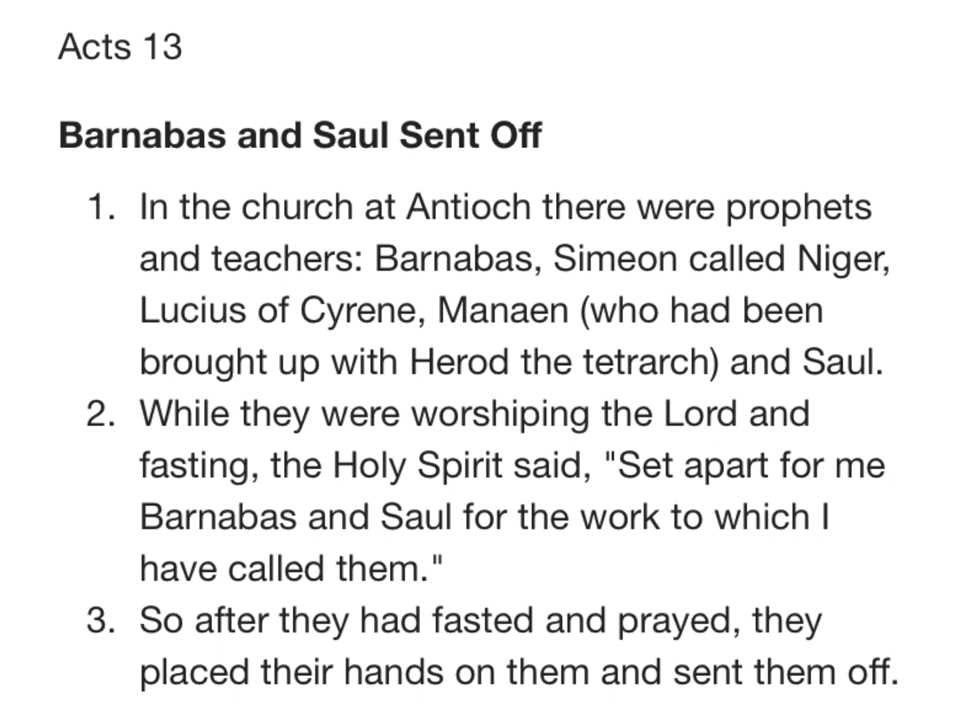 Acts 13
Barnabas and Saul Sent Off
1. In the church at Antioch there were prophets
and teachers: Barnabas, Simeon called Niger,
Lucius of Cyrene, Manaen (who had been
brought up with Herod the tetrarch) and Saul.
2. While they were worshiping the Lord and
fasting, the Holy Spirit said, "Set apart for me
Barnabas and Saul for the work to which I
have called them."
3. So after they had fasted and prayed, they
placed their hands on them and sent them off.